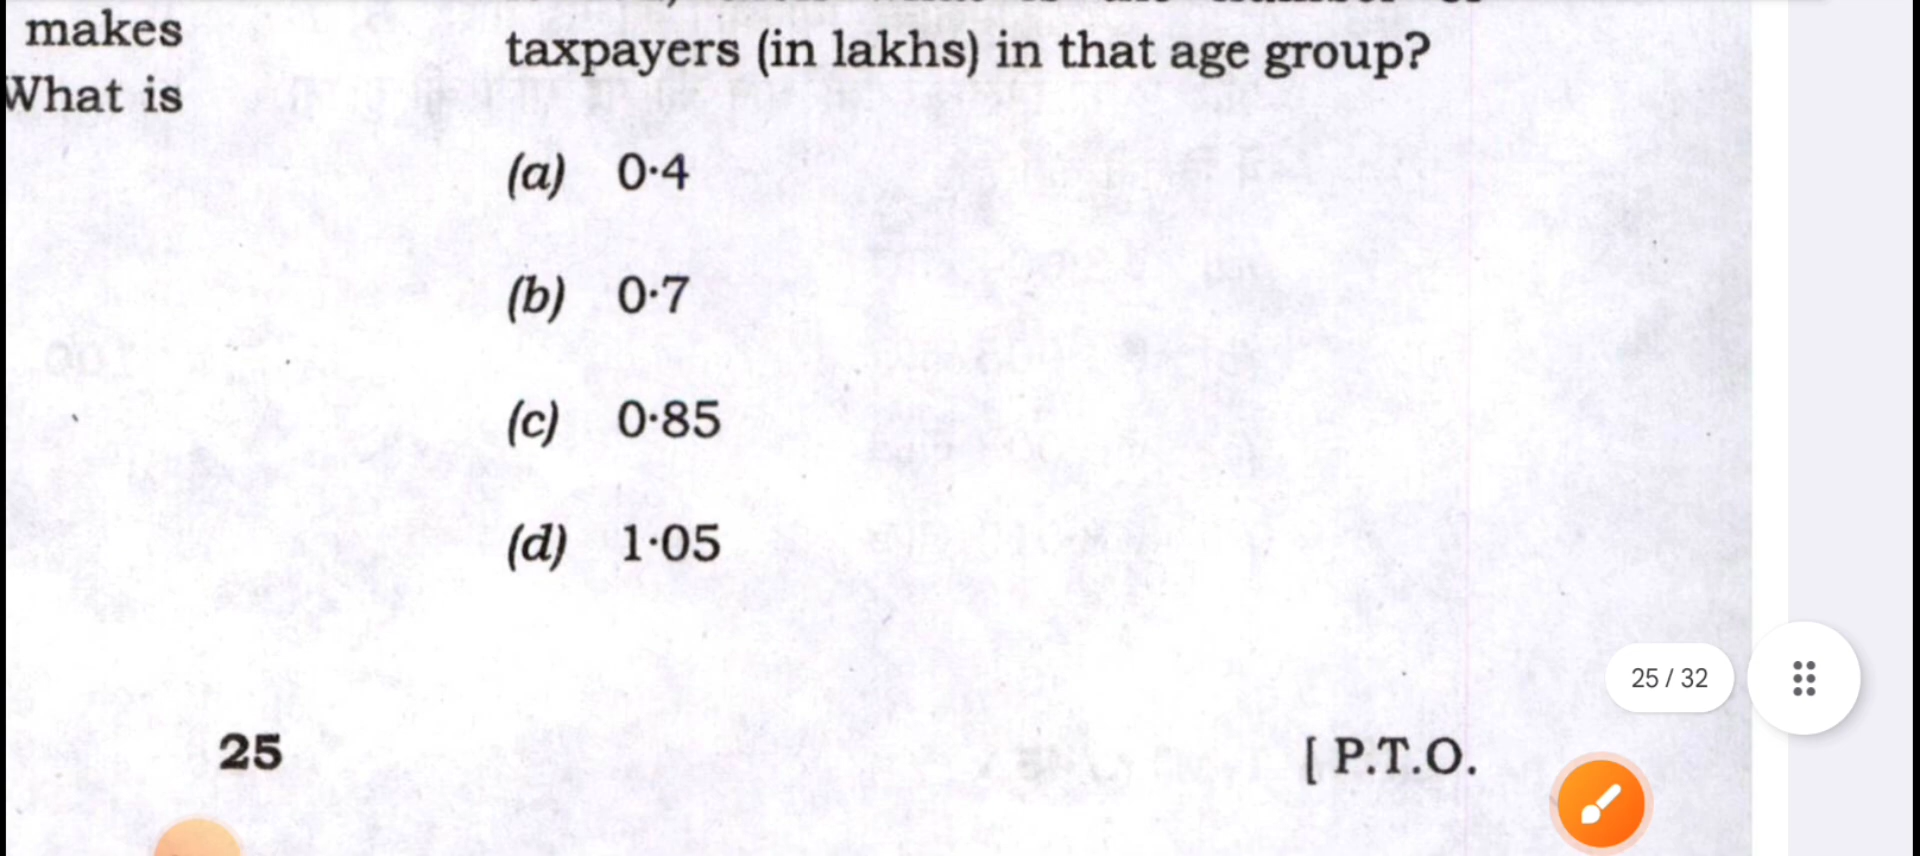 makes
What is
taxpayers (in lakhs) in that age group?
(a) 0·4
(b) 0·7
(c) 0·85
(d) 1·05
25 / 32
25
[ P.T.O.